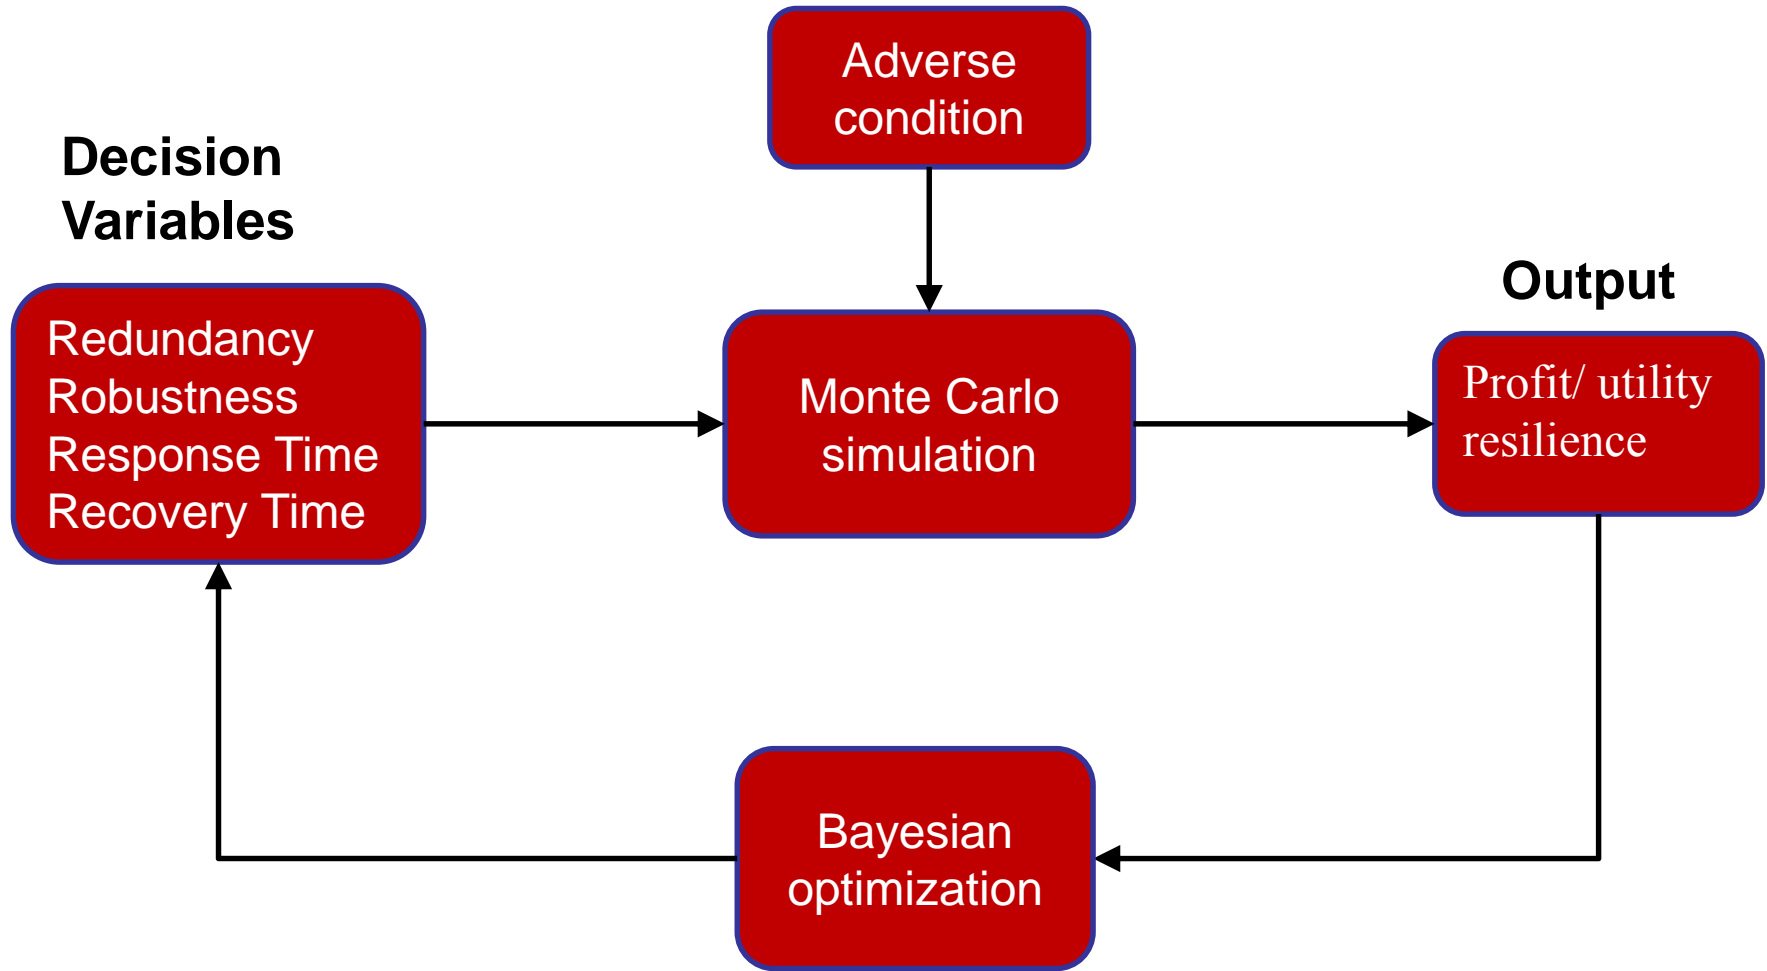 Adverse
condition
Decision
Variables
Redundancy
Robustness
Response Time
Recovery Time
Monte Carlo
simulation
Output
Profit/ utility
resilience
Bayesian
optimization